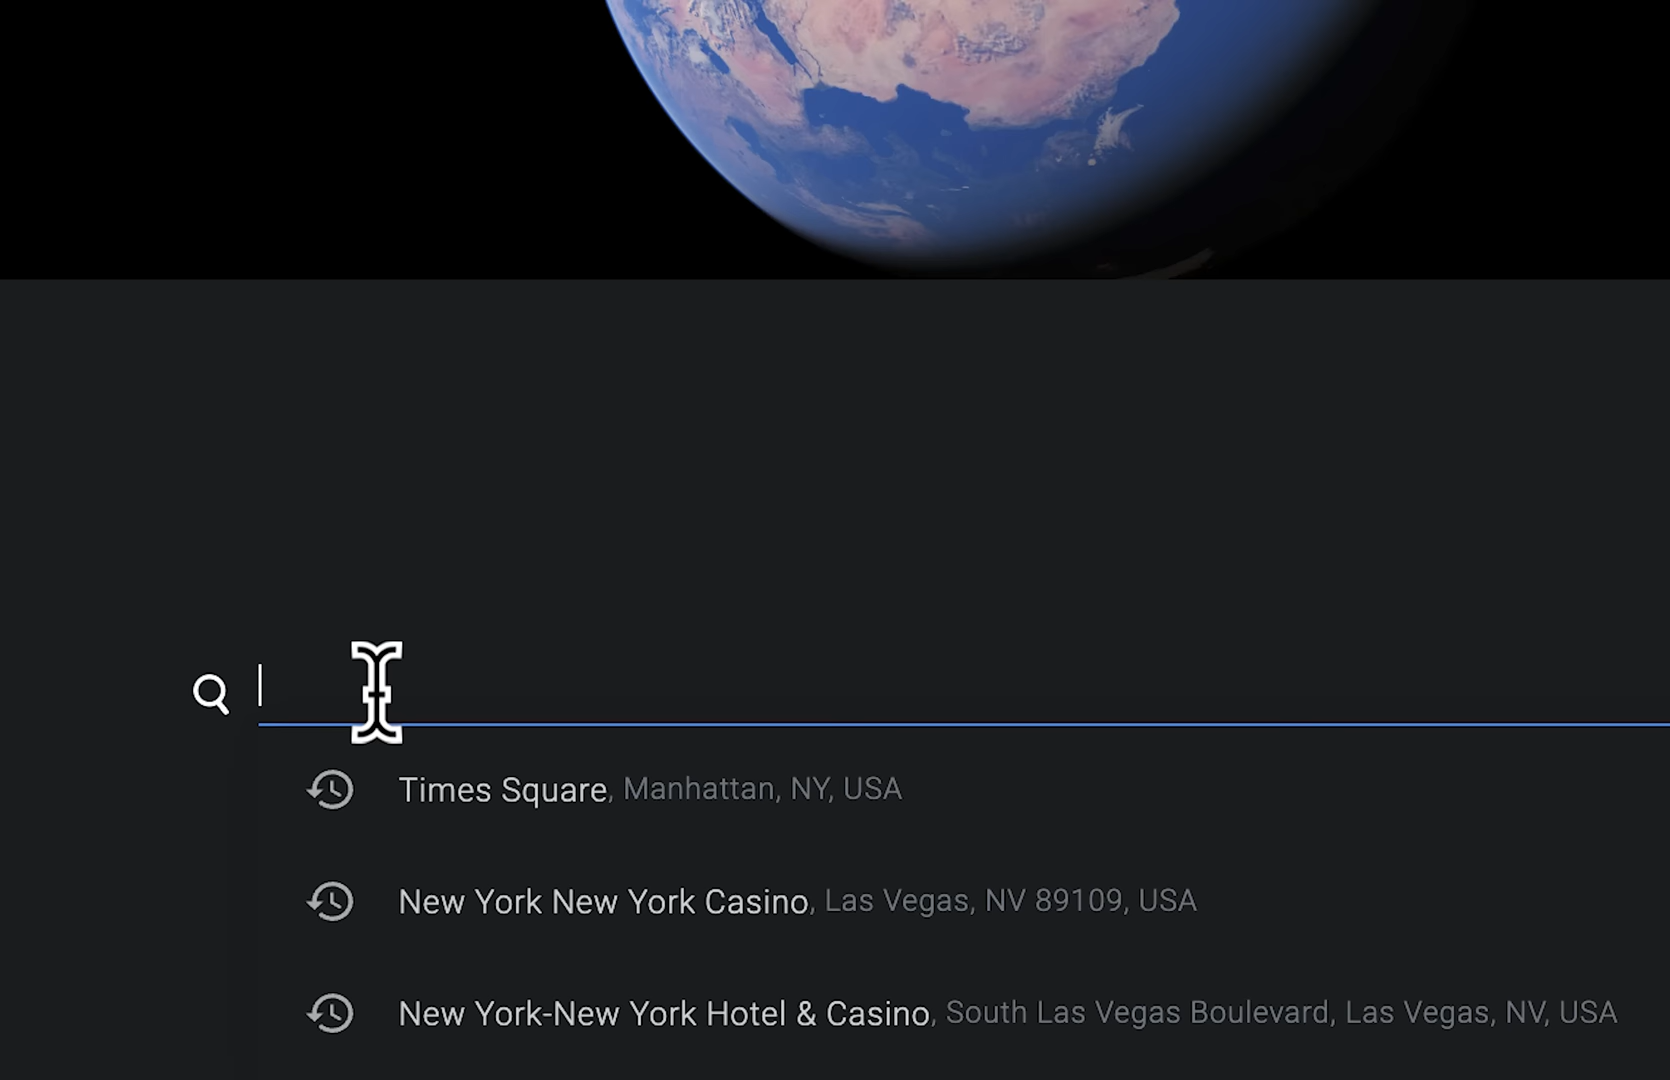 Times Square, Manhattan, NY, USA
New York New York Casino, Las Vegas, NV 89109, USA
New York-New York Hotel & Casino, South Las Vegas Boulevard, Las Vegas, NV, USA